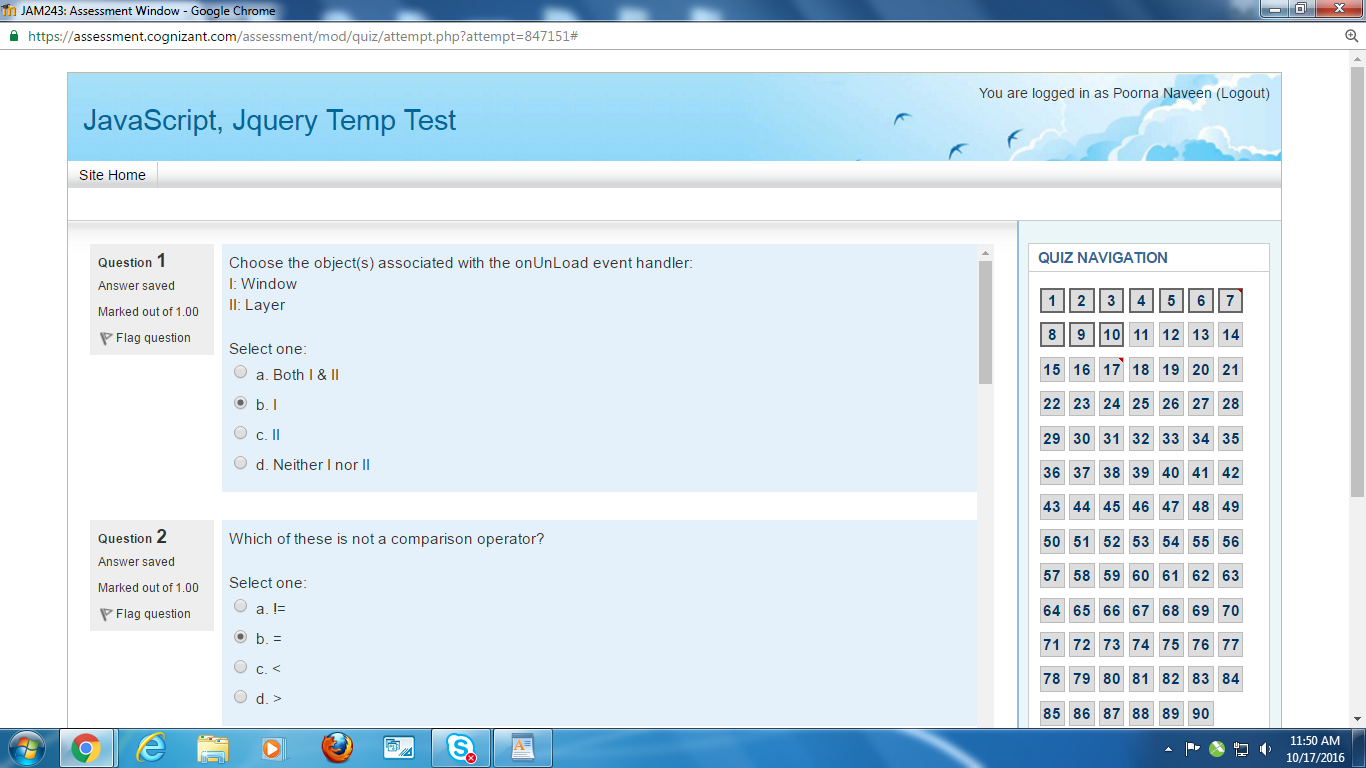 JAM243: Assessment Window - Google Chrome
https://assessment.cognizant.com/assessment/mod/quiz/attempt.php?attempt=847151#
You are logged in as Poorna Naveen (Logout)
JavaScript, Jquery Temp Test
Site Home
Question 1
Answer saved
Marked out of 1.00
Flag question
Choose the object(s) associated with the onUnLoad event handler:
I: Window
II: Layer
Select one:
a. Both I & II
b. I
c. II
d. Neither I nor II
Question 2
Answer saved
Marked out of 1.00
Flag question
Which of these is not a comparison operator?
Select one:
a. !=
b. =
c. <
d. >
QUIZ NAVIGATION
1 2 3 4 5 6 7
8 9 10 11 12 13 14
15 16 17 18 19 20 21
22 23 24 25 26 27 28
29 30 31 32 33 34 35
36 37 38 39 40 41 42
43 44 45 46 47 48 49
50 51 52 53 54 55 56
57 58 59 60 61 62 63
64 65 66 67 68 69 70
71 72 73 74 75 76 77
78 79 80 81 82 83 84
85 86 87 88 89 90
11:50 AM
10/17/2016